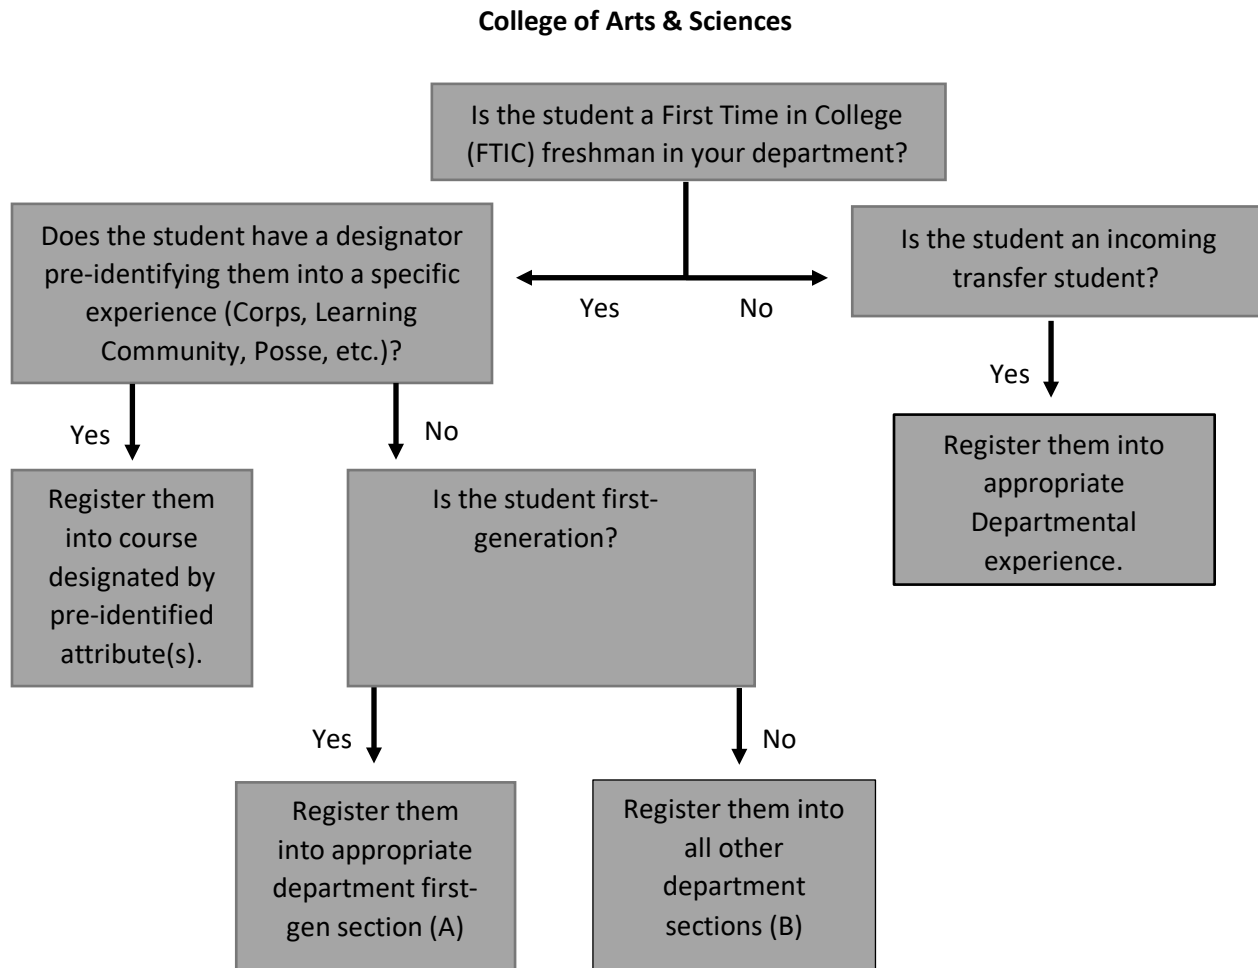 College of Arts & Sciences
Is the student a First Time in College
(FTIC) freshman in your department?
Does the student have a designator
pre-identifying them into a specific
experience (Corps, Learning
Community, Posse, etc.)?
Yes
No
Is the student an incoming
transfer student?
Yes
Register them into
appropriate
Departmental
experience.
Yes
No
Register them
into course
designated by
pre-identified
attribute(s).
Is the student first-
generation?
Yes
No
Register them
into appropriate
department first-
gen section (A)
Register them into
all other
department
sections (B)